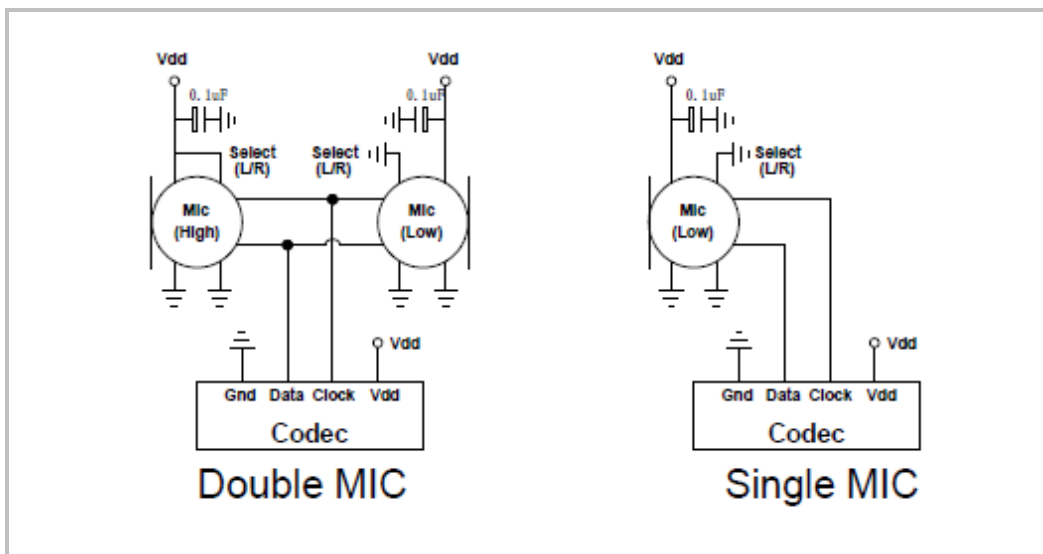 Vdd
Vdd
Vdd
0.1uF
0.1uF
0.1uF
Select
(L/R)
Select
(L/R)
Select
(L/R)
Mic
(High)
Mic
(Low)
Mic
(Low)
Vdd
Vdd
Gnd Data Clock Vdd
Gnd Data Clock Vdd
Codec
Codec
Double MIC
Single MIC